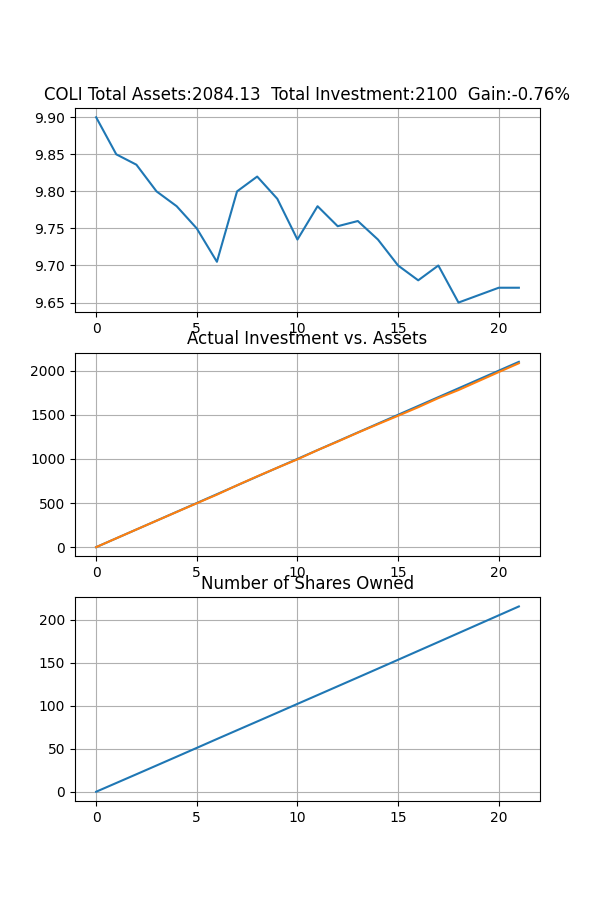 COLI Total Assets:2084.13  Total Investment:2100  Gain:-0.76%
9.90
9.85
9.80
9.75
9.70
9.65
0 5 10 15 20
Actual Investment vs. Assets
2000
1500
1000
500
0
0 5 10 15 20
Number of Shares Owned
200
150
100
50
0
0 5 10 15 20